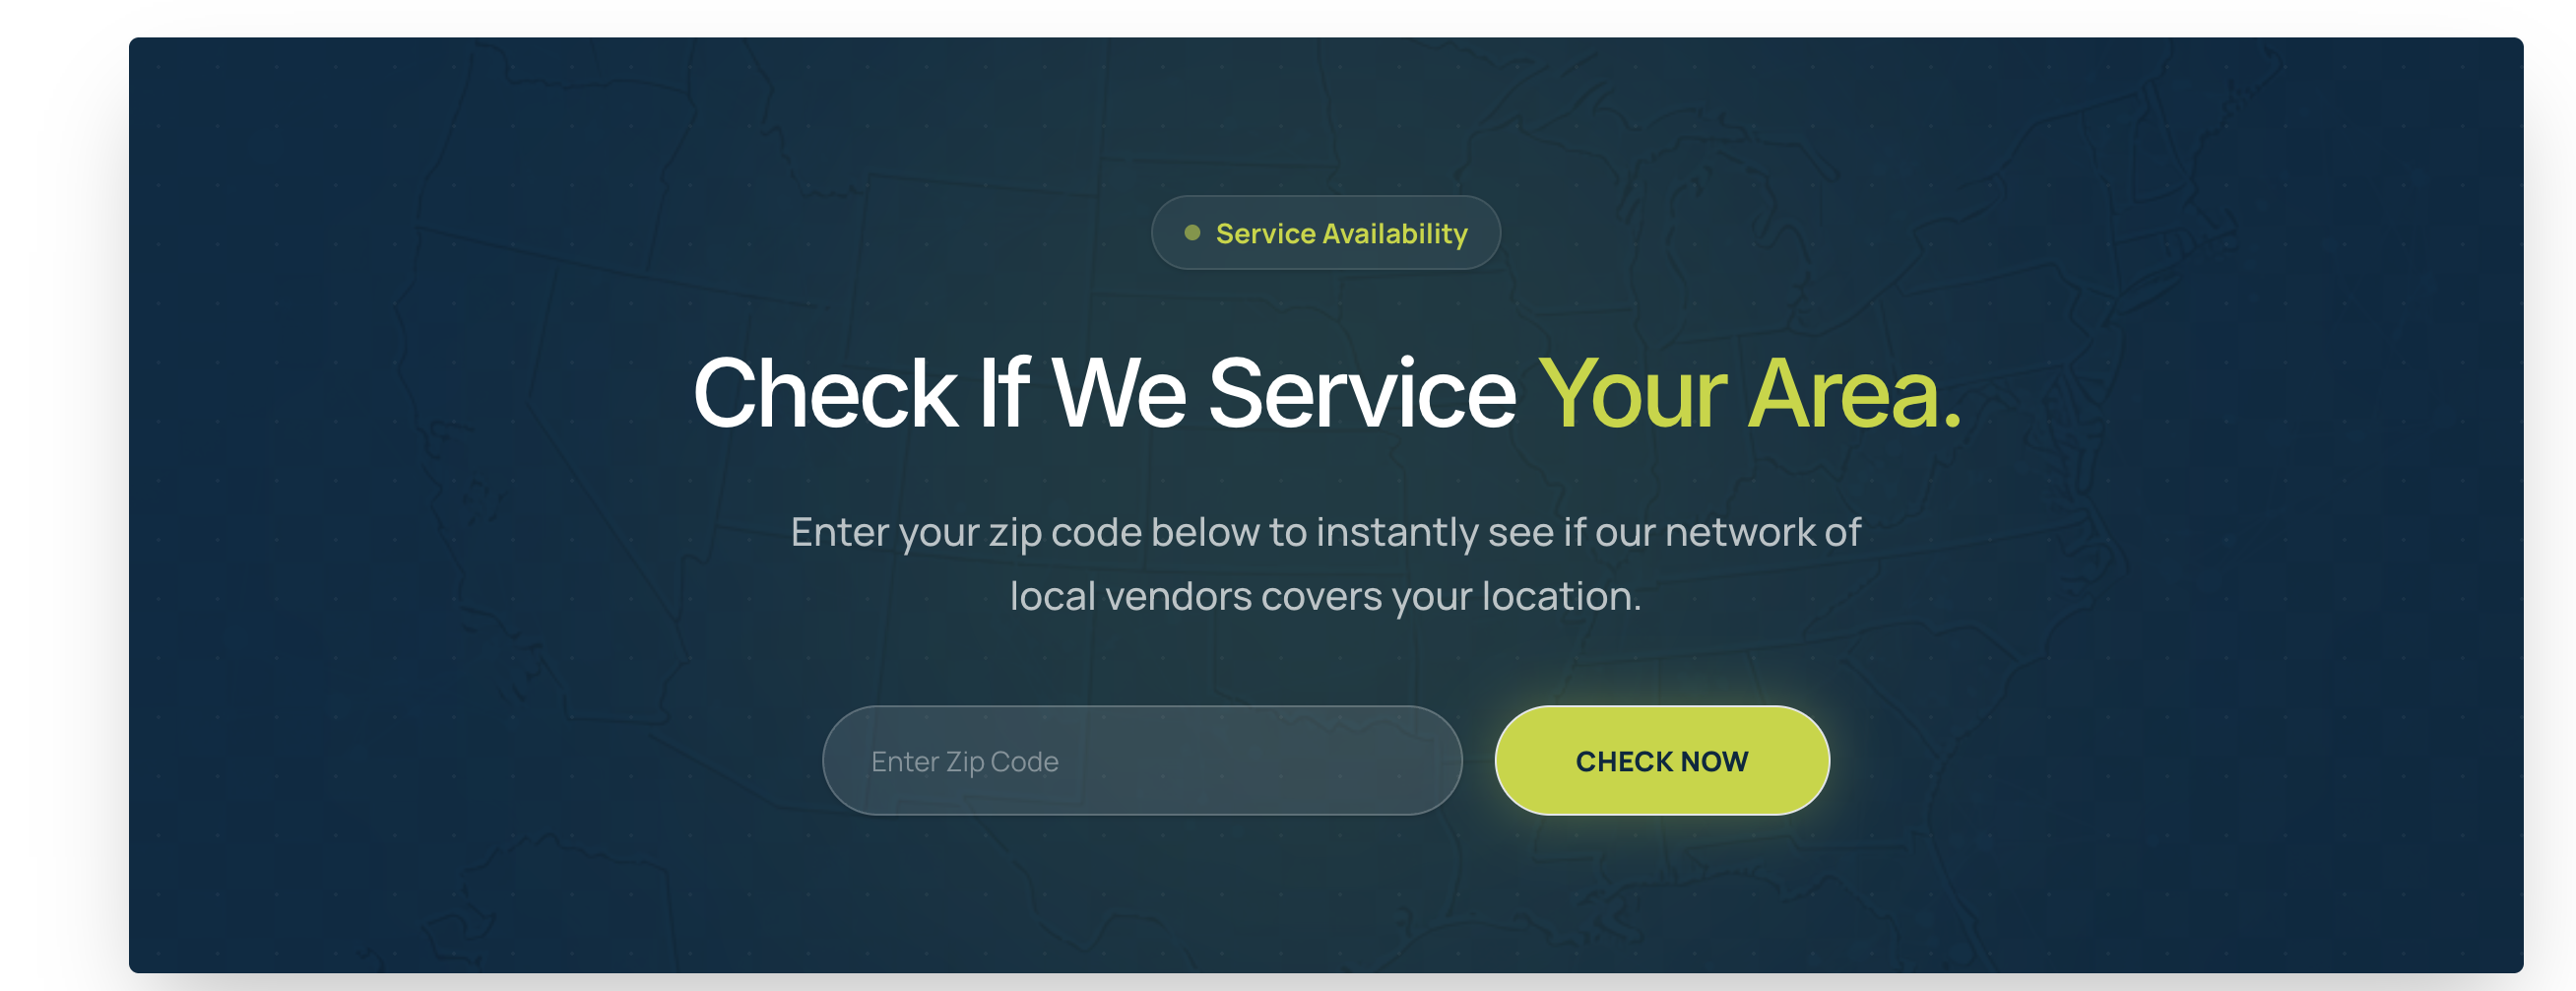 Service Availability
Check If We Service Your Area.
Enter your zip code below to instantly see if our network of
local vendors covers your location.
Enter Zip Code
CHECK NOW